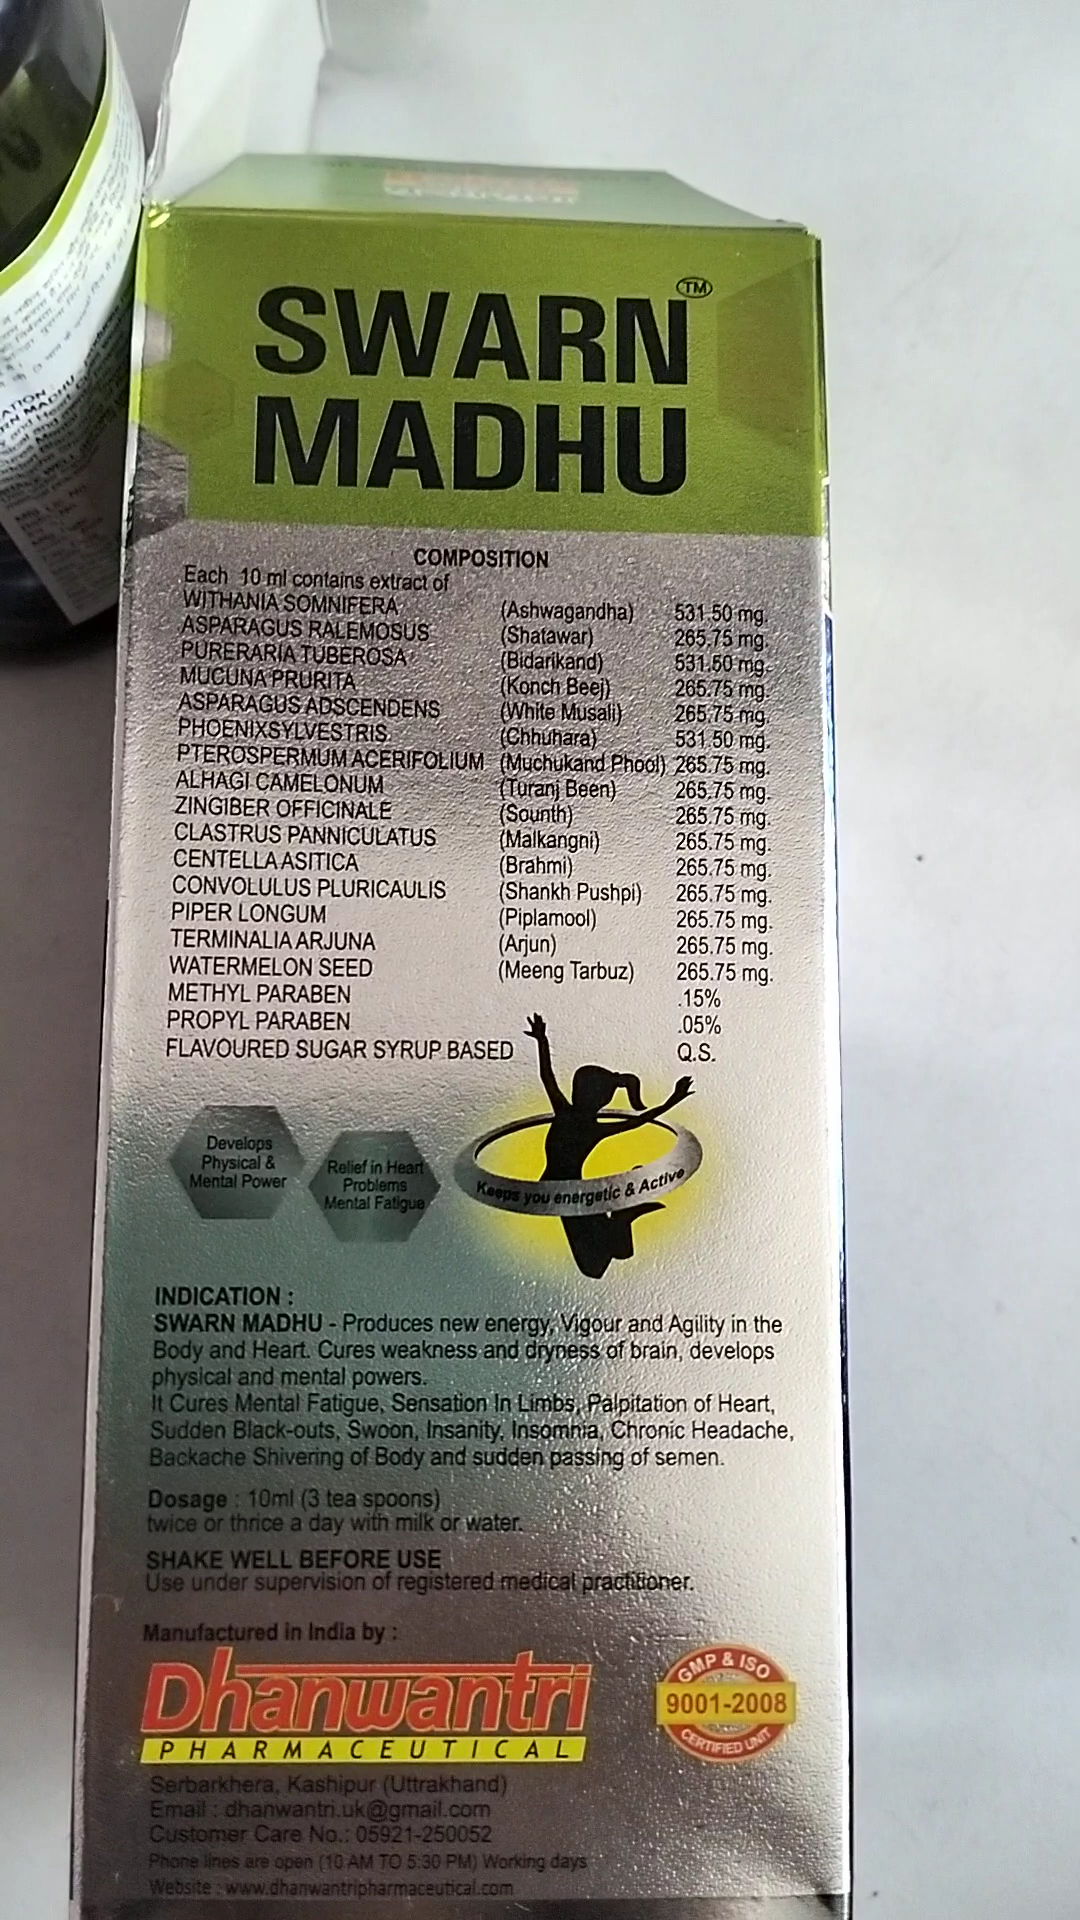 SWARN
MADHU
TM
COMPOSITION
Each 10 ml contains extract of
WITHANIA SOMNIFERA (Ashwagandha) 531.50 mg.
ASPARAGUS RALEMOSUS (Shatawar) 265.75 mg.
PURERARIA TUBEROSA (Bidarikand) 531.50 mg.
MUCUNA PRURITA (Konch Beej) 265.75 mg.
ASPARAGUS ADSCENDENS (White Musali) 265.75 mg.
PHOENIXSYLVESTRIS (Chhuhara) 531.50 mg.
PTEROSPERMUM ACERIFOLIUM (Muchukand Phool) 265.75 mg.
ALHAGI CAMELONUM (Turanj Been) 265.75 mg.
ZINGIBER OFFICINALE (Sounth) 265.75 mg.
CLASTRUS PANNICULATUS (Malkangni) 265.75 mg.
CENTELLA ASITICA (Brahmi) 265.75 mg.
CONVOLULUS PLURICAULIS (Shankh Pushpi) 265.75 mg.
PIPER LONGUM (Piplamool) 265.75 mg.
TERMINALIA ARJUNA (Arjun) 265.75 mg.
WATERMELON SEED (Meeng Tarbuz) 265.75 mg.
METHYL PARABEN .15%
PROPYL PARABEN .05%
FLAVOURED SUGAR SYRUP BASED Q.S.
Develops
Physical &
Mental Power
Relief in Heart
Problems
Mental Fatigue
Keeps you energetic & Active
INDICATION :
SWARN MADHU - Produces new energy, Vigour and Agility in the
Body and Heart. Cures weakness and dryness of brain, develops
physical and mental powers.
It Cures Mental Fatigue, Sensation In Limbs, Palpitation of Heart,
Sudden Black-outs, Swoon, Insanity, Insomnia, Chronic Headache,
Backache Shivering of Body and sudden passing of semen.
Dosage : 10ml (3 tea spoons)
twice or thrice a day with milk or water.
SHAKE WELL BEFORE USE
Use under supervision of registered medical practitioner.
Manufactured in India by :
Dhanwantri
PHARMACEUTICAL
GMP & ISO
9001-2008
CERTIFIED UNIT
Serbarkhera, Kashipur (Uttrakhand)
Email : dhanwantri.uk@gmail.com
Customer Care No.: 05921-250052
Phone lines are open (10 AM TO 5:30 PM) Working days
Website : www.dhanwantripharmaceutical.com